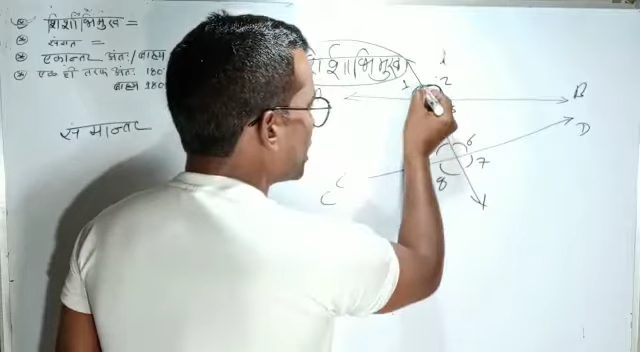 शिर्शाभिमुख =
संगत =
एकान्तर अंतः/बाह्य
एक ही तरफ अंतः 180
बाह्य 180
समान्तर
शिर्शाभिमुख
1 2
B
D
6
7
8
C